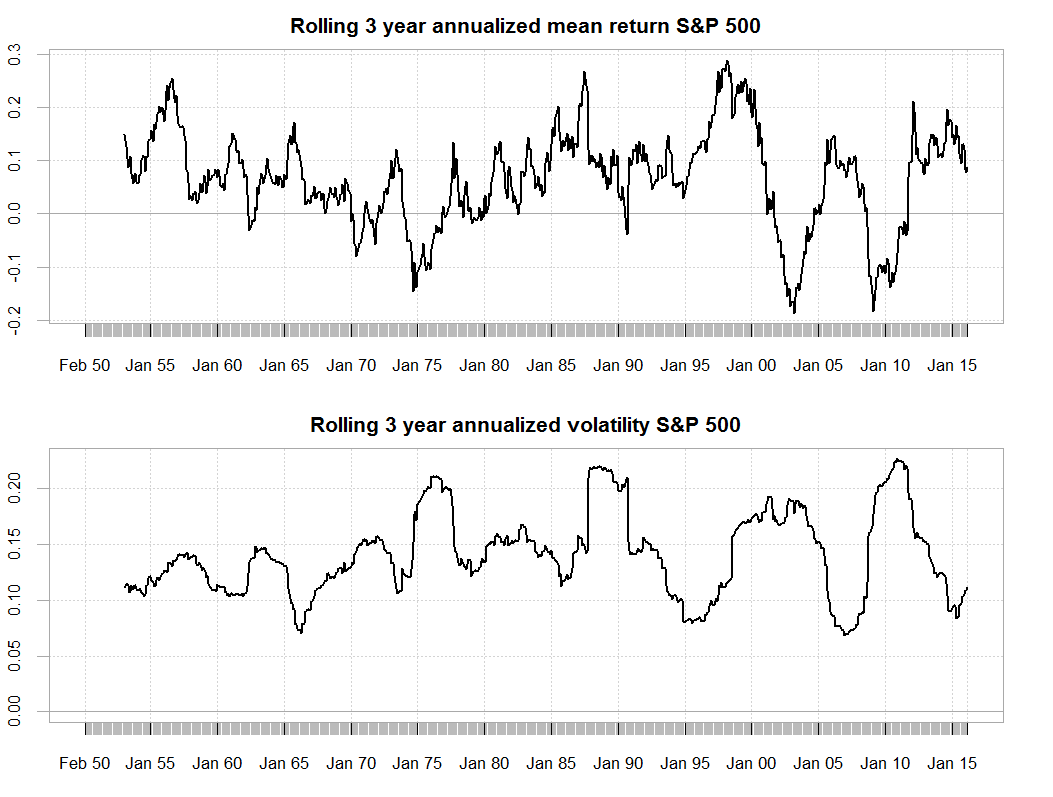 Rolling 3 year annualized mean return S&P 500
0.3
0.2
0.1
0.0
-0.1
-0.2
Feb 50 Jan 55 Jan 60 Jan 65 Jan 70 Jan 75 Jan 80 Jan 85 Jan 90 Jan 95 Jan 00 Jan 05 Jan 10 Jan 15
Rolling 3 year annualized volatility S&P 500
0.20
0.15
0.10
0.05
0.00
Feb 50 Jan 55 Jan 60 Jan 65 Jan 70 Jan 75 Jan 80 Jan 85 Jan 90 Jan 95 Jan 00 Jan 05 Jan 10 Jan 15